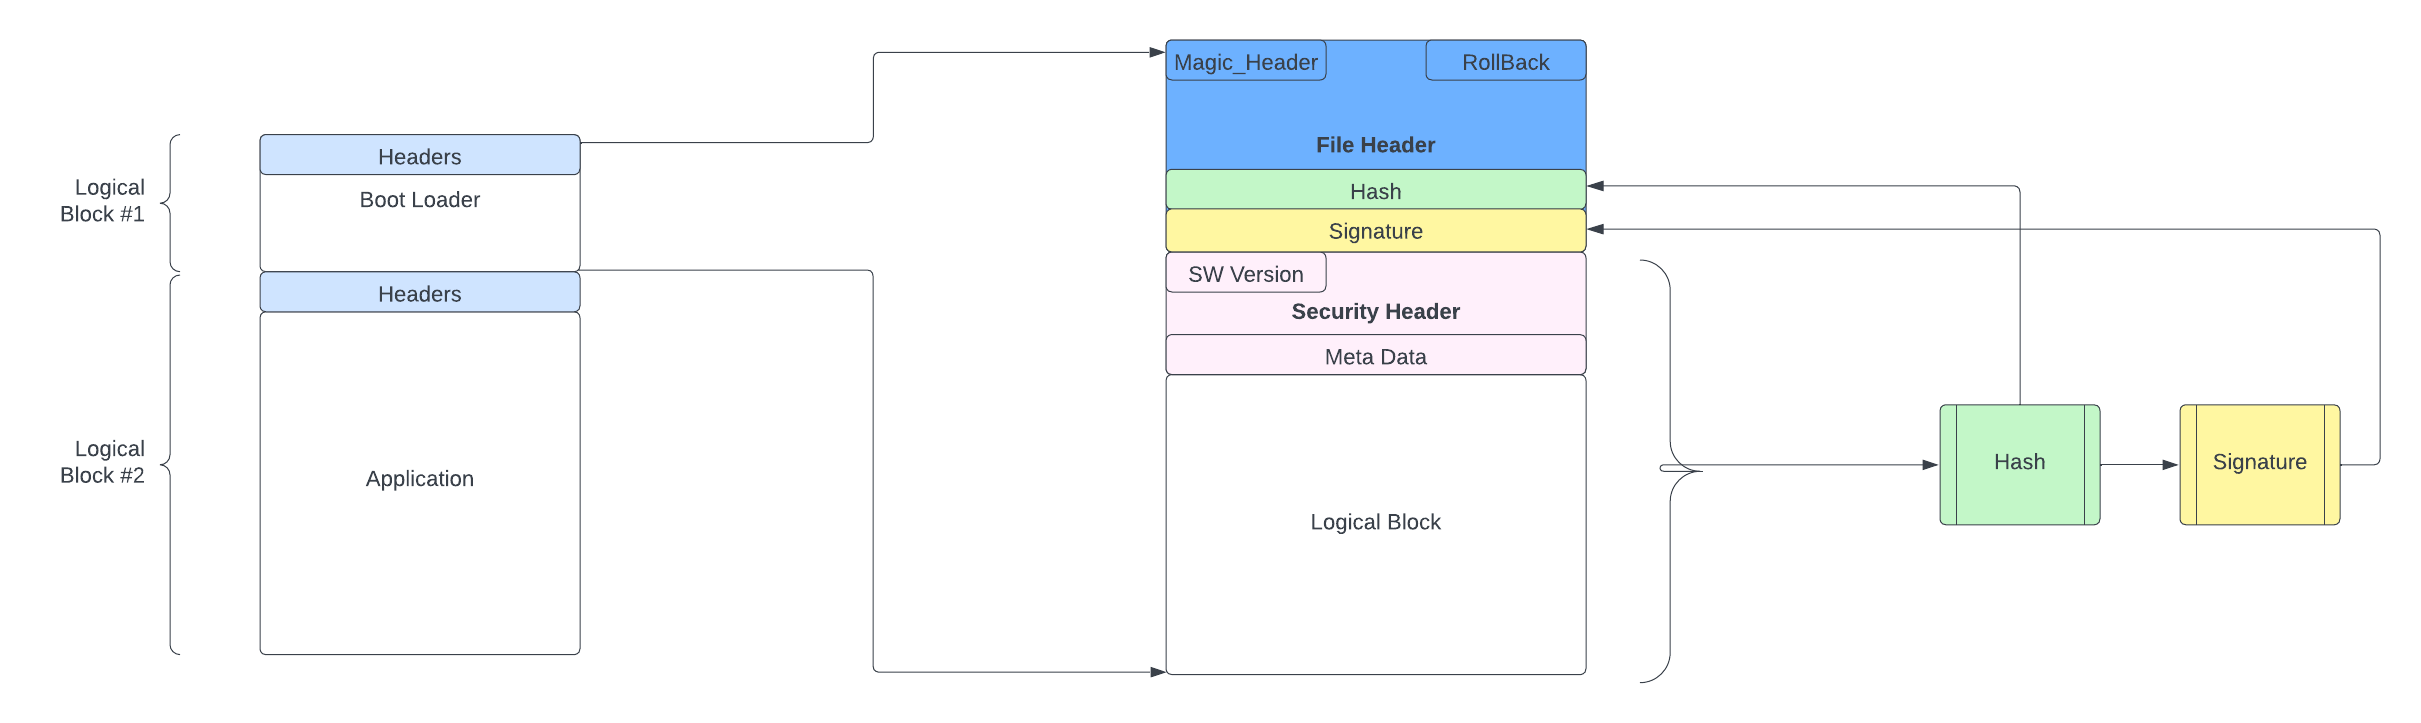 Logical
Block #1
Headers
Boot Loader
Logical
Block #2
Headers
Application
Magic_Header
RollBack
File Header
Hash
Signature
SW Version
Security Header
Meta Data
Logical Block
Hash
Signature